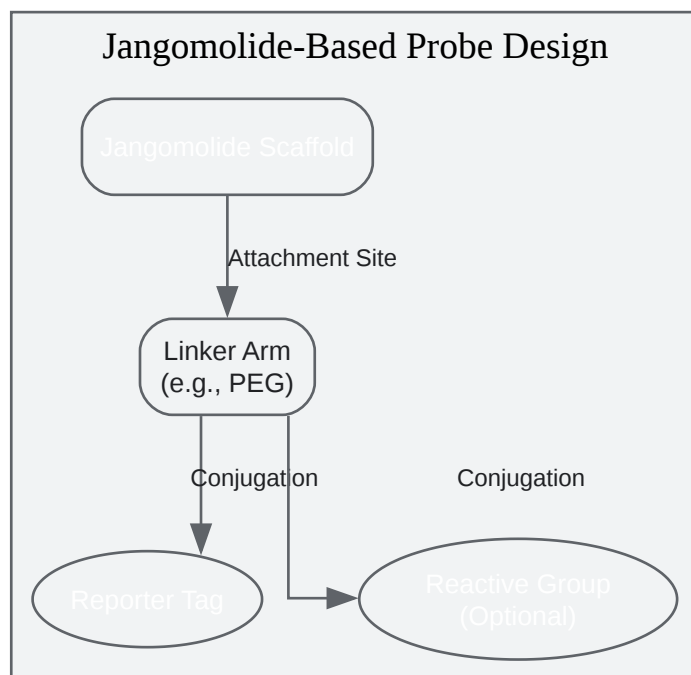 Jangomolide-Based Probe Design
Jangomolide Scaffold
Attachment Site
Linker Arm
(e.g., PEG)
Conjugation
Conjugation
Reporter Tag
Reactive Group
(Optional)